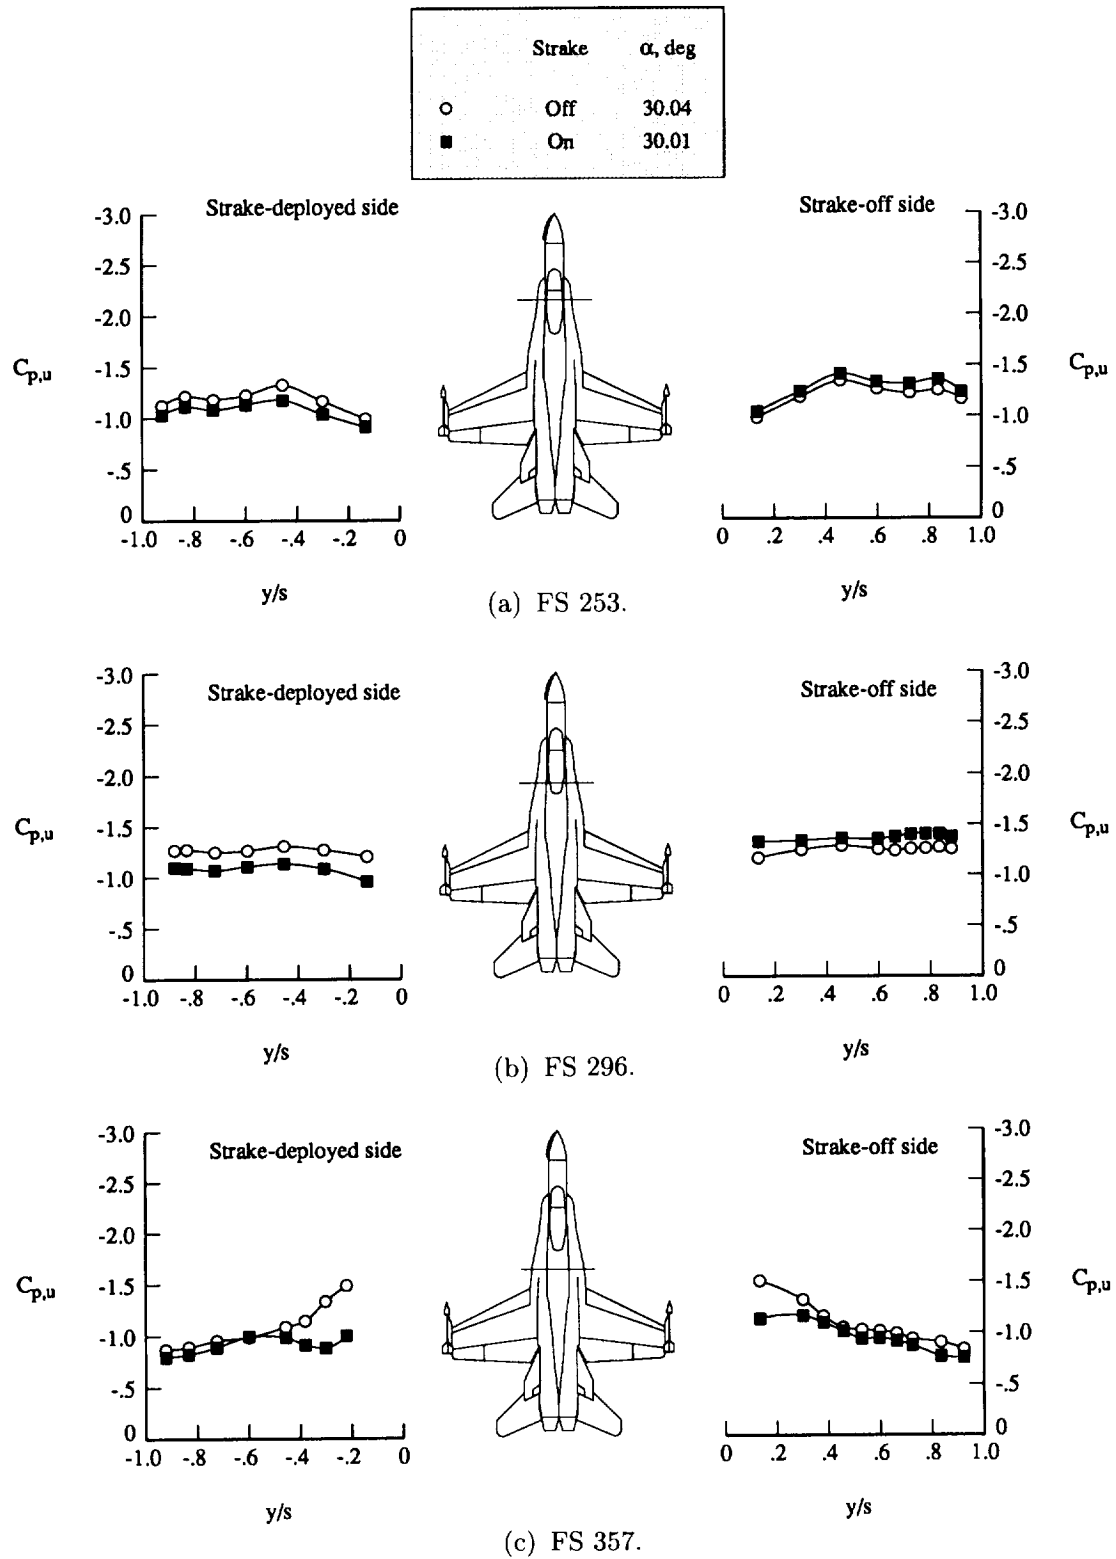 Strake α, deg
Off 30.04
On 30.01
Strake-deployed side
Strake-off side
-3.0
-2.5
-2.0
-1.5
-1.0
-.5
0
C_p,u
-1.0 -.8 -.6 -.4 -.2 0
y/s
-3.0
-2.5
-2.0
-1.5
-1.0
-.5
0
C_p,u
0 .2 .4 .6 .8 1.0
y/s
(a) FS 253.
Strake-deployed side
Strake-off side
-3.0
-2.5
-2.0
-1.5
-1.0
-.5
0
C_p,u
-1.0 -.8 -.6 -.4 -.2 0
y/s
-3.0
-2.5
-2.0
-1.5
-1.0
-.5
0
C_p,u
0 .2 .4 .6 .8 1.0
y/s
(b) FS 296.
Strake-deployed side
Strake-off side
-3.0
-2.5
-2.0
-1.5
-1.0
-.5
0
C_p,u
-1.0 -.8 -.6 -.4 -.2 0
y/s
-3.0
-2.5
-2.0
-1.5
-1.0
-.5
0
C_p,u
0 .2 .4 .6 .8 1.0
y/s
(c) FS 357.